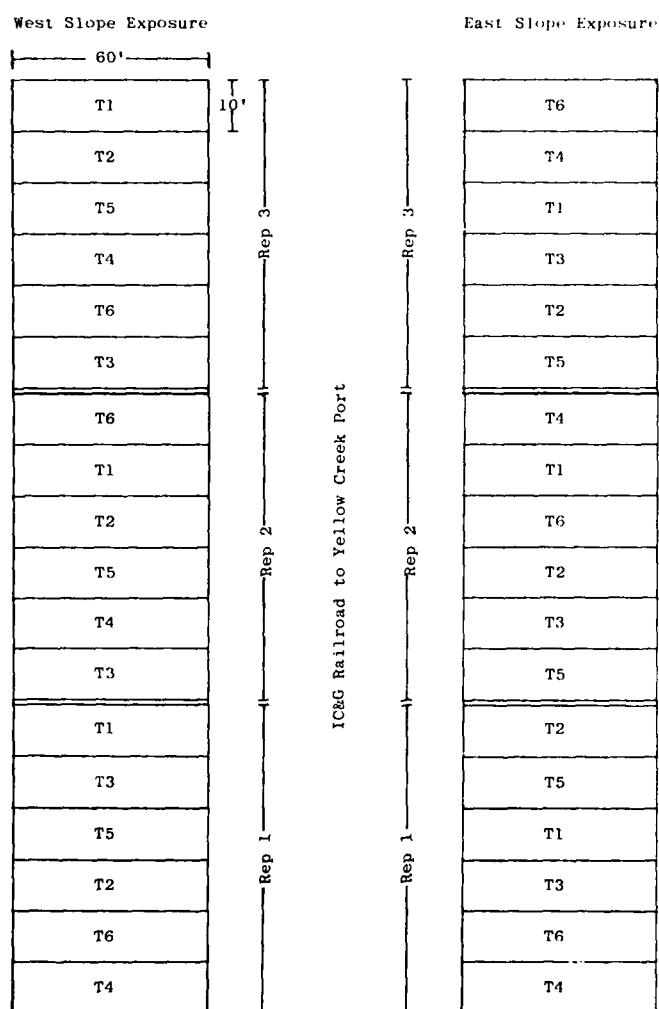 West Slope Exposure
East Slope Exposure
60'
10'
T1
T2
T5
T4
T6
T3
T6
T1
T2
T5
T4
T3
T1
T3
T5
T2
T6
T4
Rep 3
Rep 2
Rep 1
IC&G Railroad to Yellow Creek Port
Rep 3
Rep 2
Rep 1
T6
T4
T1
T3
T2
T5
T4
T1
T6
T2
T3
T5
T2
T5
T1
T3
T6
T4